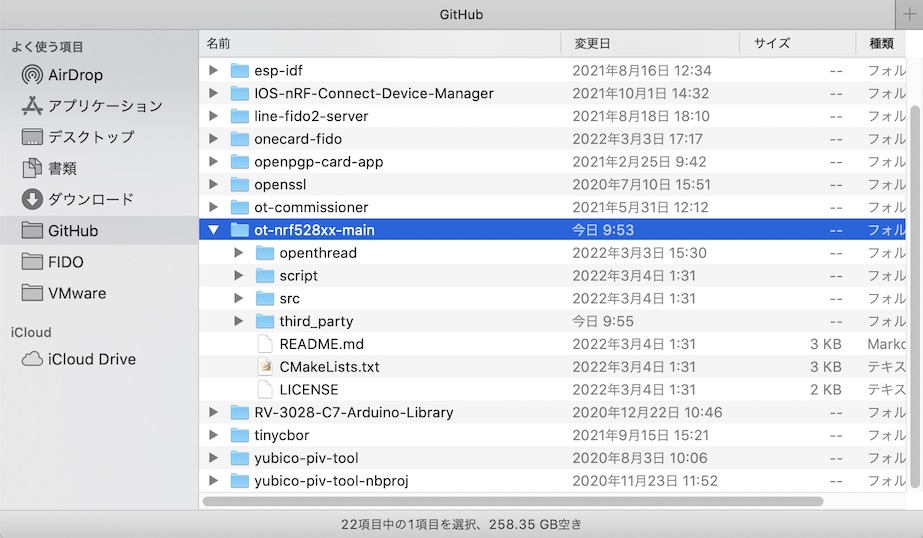 GitHub
よく使う項目
AirDrop
アプリケーション
デスクトップ
書類
ダウンロード
GitHub
FIDO
VMware
iCloud
iCloud Drive
名前 変更日 サイズ 種類
esp-idf 2021年8月16日 12:34 -- フォル
IOS-nRF-Connect-Device-Manager 2021年10月1日 14:32 -- フォル
line-fido2-server 2021年8月18日 18:10 -- フォル
onecard-fido 2022年3月3日 17:17 -- フォル
openpgp-card-app 2021年2月25日 9:42 -- フォル
openssl 2020年7月10日 15:51 -- フォル
ot-commissioner 2021年5月31日 12:12 -- フォル
ot-nrf528xx-main 今日 9:53 -- フォル
openthread 2022年3月3日 15:30 -- フォル
script 2022年3月4日 1:31 -- フォル
src 2022年3月4日 1:31 -- フォル
third_party 今日 9:55 -- フォル
README.md 2022年3月4日 1:31 3 KB Markc
CMakeLists.txt 2022年3月4日 1:31 3 KB テキス
LICENSE 2022年3月4日 1:31 2 KB テキス
RV-3028-C7-Arduino-Library 2020年12月22日 10:46 -- フォル
tinycbor 2021年9月15日 15:21 -- フォル
yubico-piv-tool 2020年8月3日 10:06 -- フォル
yubico-piv-tool-nbproj 2020年11月23日 11:52 -- フォル
22項目中の1項目を選択、258.35 GB空き